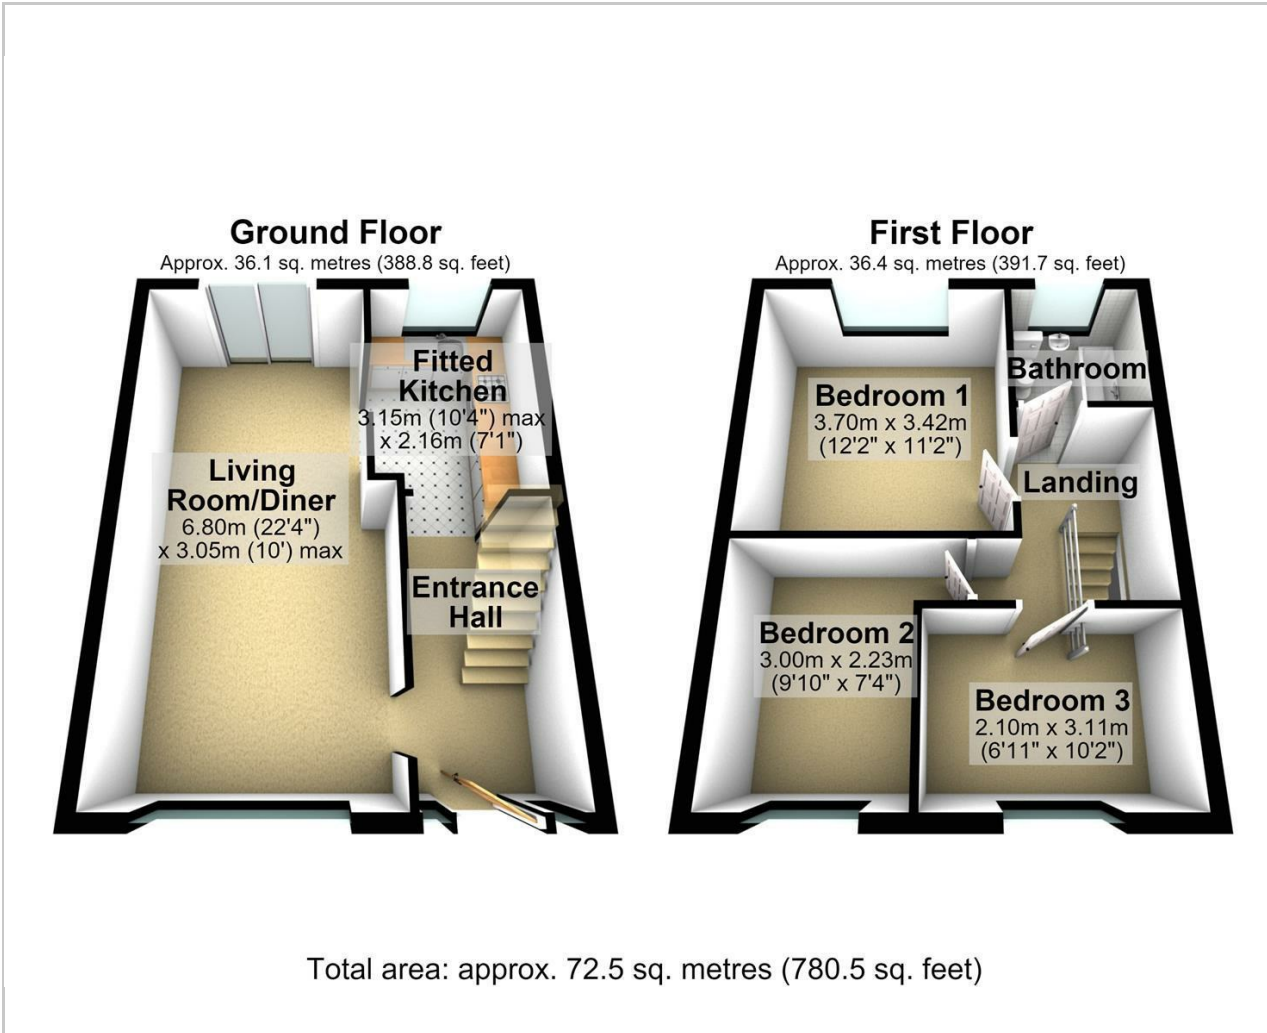 Ground Floor
Approx. 36.1 sq. metres (388.8 sq. feet)
Fitted
Kitchen
3.15m (10'4") max
x 2.16m (7'1")
Living
Room/Diner
6.80m (22'4")
x 3.05m (10') max
Entrance
Hall
First Floor
Approx. 36.4 sq. metres (391.7 sq. feet)
Bathroom
Bedroom 1
3.70m x 3.42m
(12'2" x 11'2")
Landing
Bedroom 2
3.00m x 2.23m
(9'10" x 7'4")
Bedroom 3
2.10m x 3.11m
(6'11" x 10'2")
Total area: approx. 72.5 sq. metres (780.5 sq. feet)